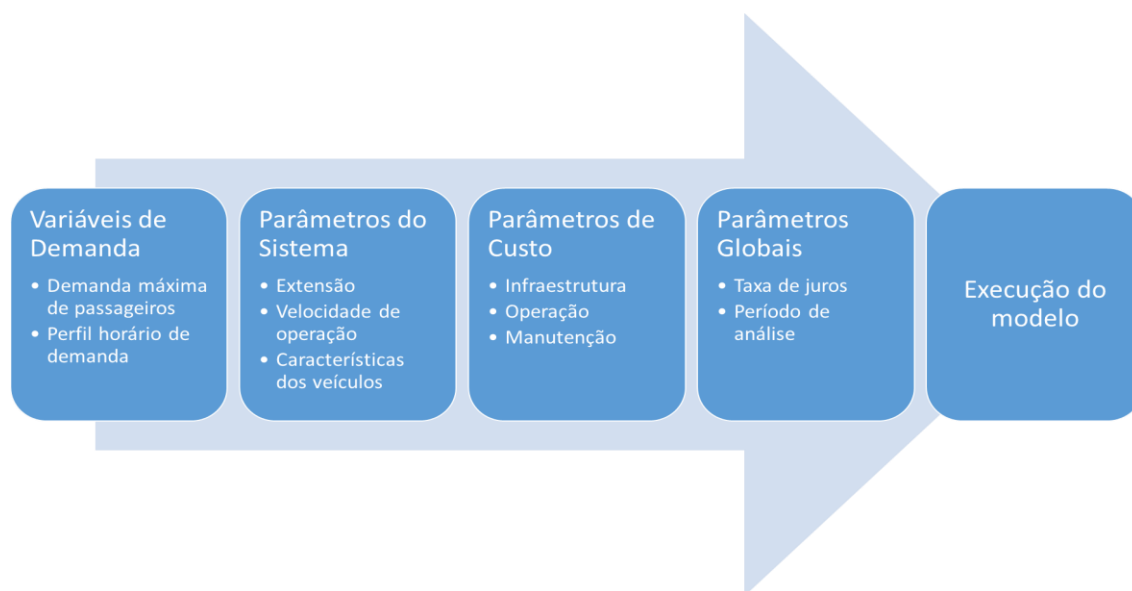 Variáveis de
Demanda
• Demanda máxima
de passageiros
• Perfil horário de
demanda
Parâmetros do
Sistema
• Extensão
• Velocidade de
operação
• Características
dos veículos
Parâmetros de
Custo
• Infraestrutura
• Operação
• Manutenção
Parâmetros
Globais
• Taxa de juros
• Período de
análise
Execução do
modelo